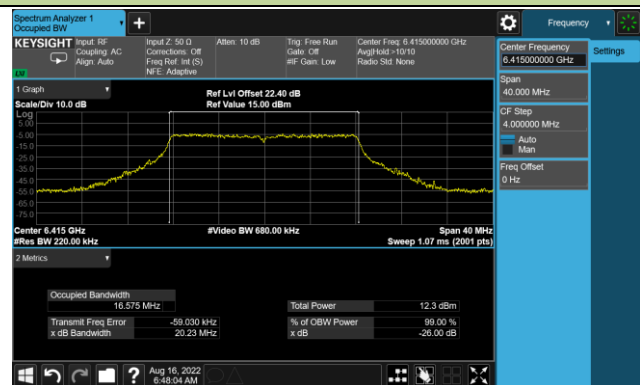 Spectrum Analyzer 1
Occupied BW
+
Frequency
KEYSIGHT
Input: RF
Coupling: AC
Align: Auto
Input Z: 50 Ω
Corrections: Off
Freq Ref: Int (S)
NFE: Adaptive
Atten: 10 dB
Trig: Free Run
Gate: Off
#IF Gain: Low
Center Freq: 6.415000000 GHz
Avg|Hold:>10/10
Radio Std: None
Center Frequency
6.415000000 GHz
Settings
Span
40.000 MHz
CF Step
4.000000 MHz
Auto
Man
Freq Offset
0 Hz
1 Graph
Scale/Div 10.0 dB
Ref Lvl Offset 22.40 dB
Ref Value 15.00 dBm
Log
5.00
-5.00
-15.0
-25.0
-35.0
-45.0
-55.0
-65.0
-75.0
Center 6.415 GHz
#Res BW 220.00 kHz
#Video BW 680.00 kHz
Span 40 MHz
Sweep 1.07 ms (2001 pts)
2 Metrics
Occupied Bandwidth
16.575 MHz
Total Power 12.3 dBm
Transmit Freq Error -59.030 kHz
% of OBW Power 99.00 %
x dB Bandwidth 20.23 MHz
x dB -26.00 dB
?
Aug 16, 2022
6:48:04 AM